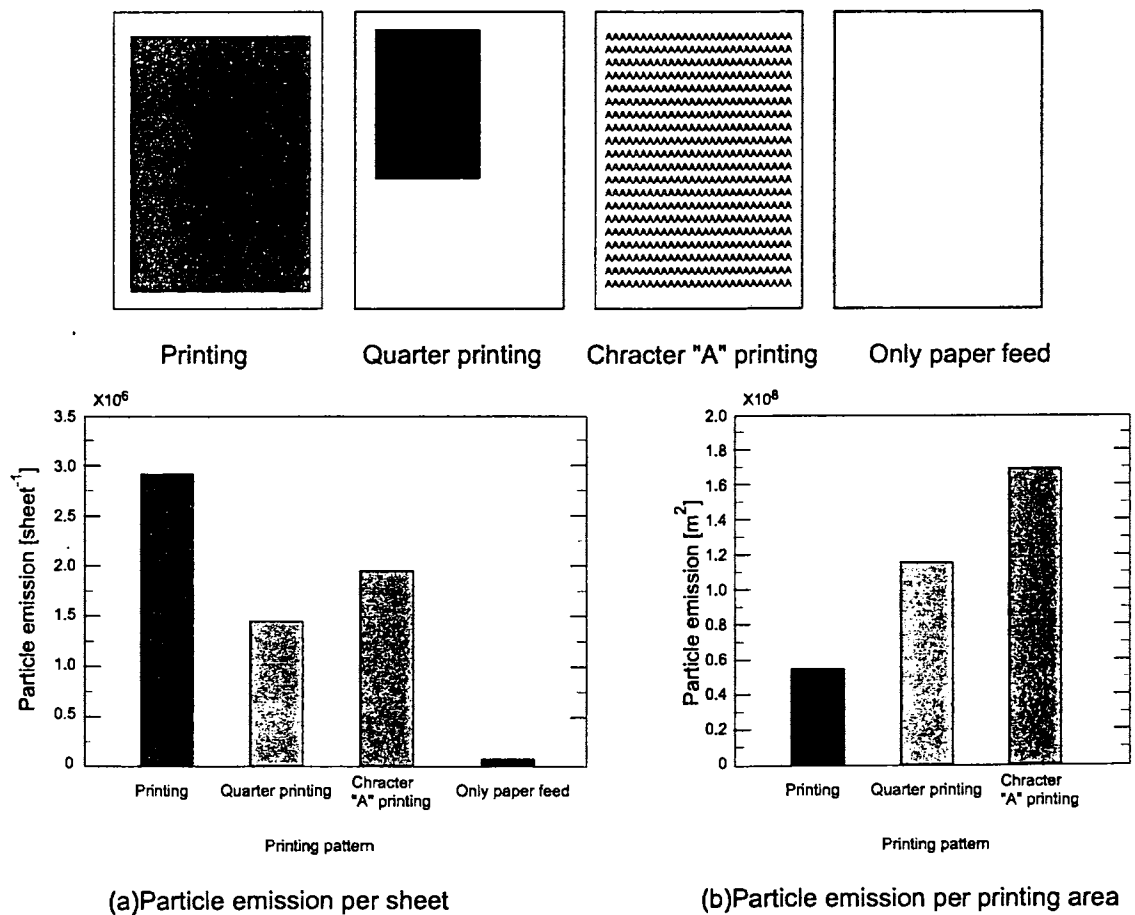 Printing
Quarter printing
Chracter "A" printing
Only paper feed
X10⁶
3.5
3.0
2.5
2.0
1.5
1.0
0.5
0
Particle emission [sheet⁻¹]
Printing
Quarter printing
Chracter
"A" printing
Only paper feed
Printing pattern
(a)Particle emission per sheet
X10⁸
2.0
1.8
1.6
1.4
1.2
1.0
0.8
0.6
0.4
0.2
0
Particle emission [m²]
Printing
Quarter printing
Chracter
"A" printing
Printing pattern
(b)Particle emission per printing area